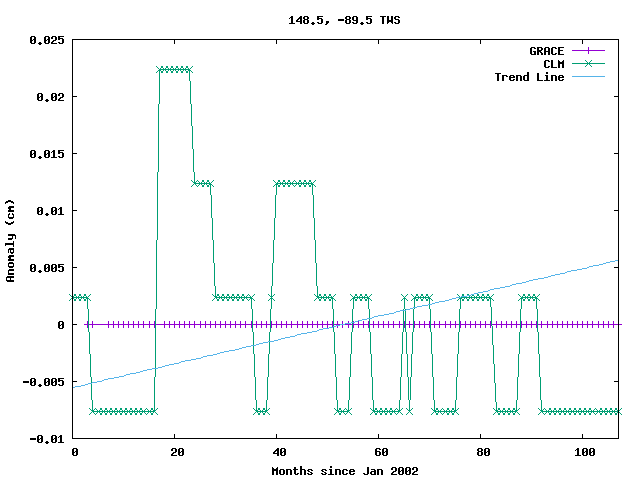 148.5, -89.5 TWS
GRACE
CLM
Trend Line
0.025
0.02
0.015
0.01
0.005
0
-0.005
-0.01
Anomaly (cm)
0 20 40 60 80 100
Months since Jan 2002